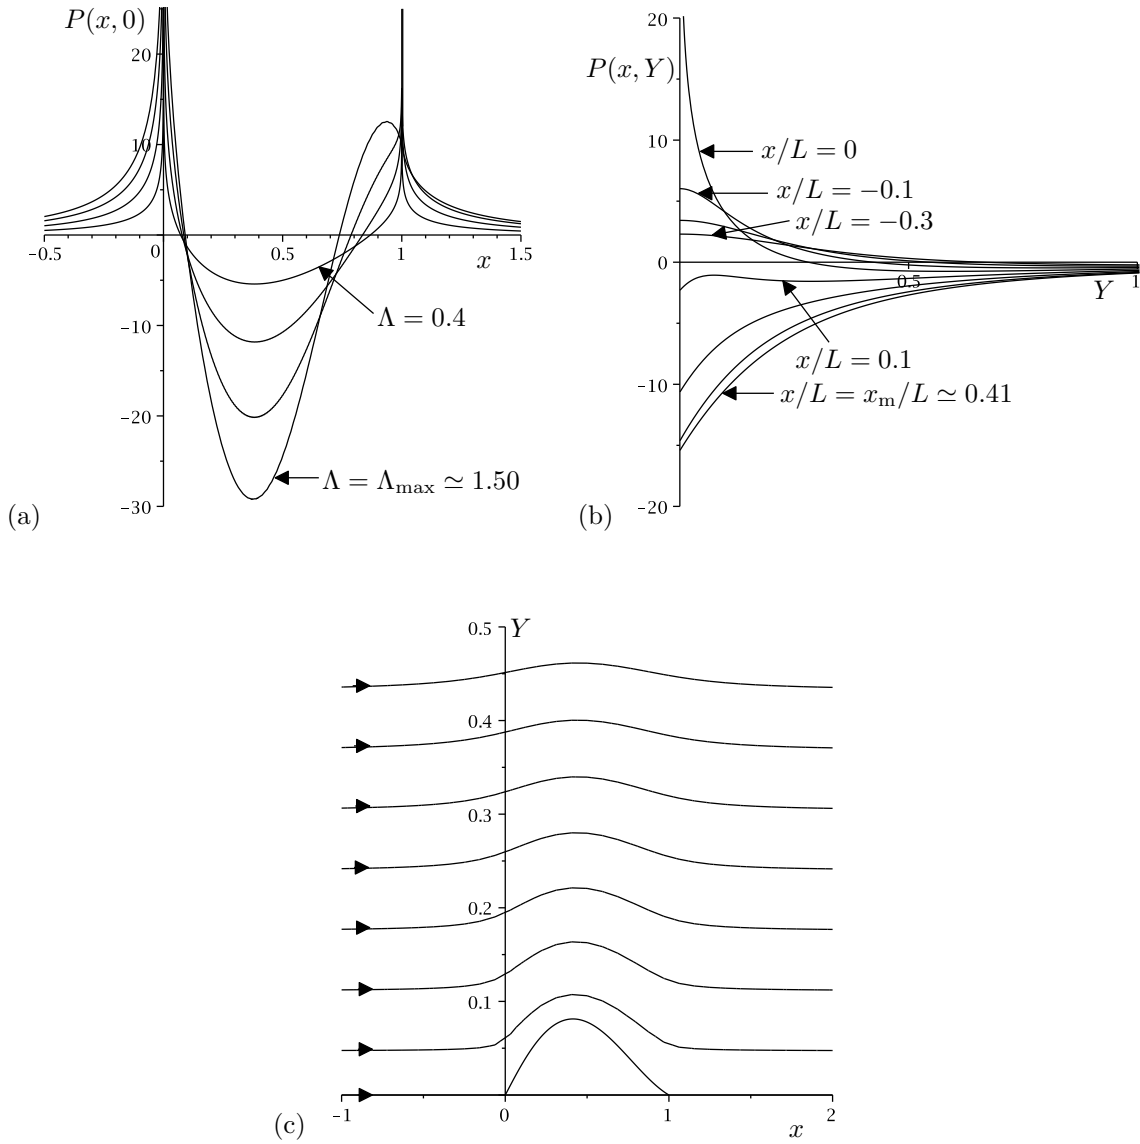 P(x, 0)
20
10
−0.5
0
0.5
1
1.5
x
Λ = 0.4
−10
−20
Λ = Λmax ≃ 1.50
−30
(a)
20
P(x, Y)
10
x/L = 0
x/L = −0.1
x/L = −0.3
0
0.5
1
Y
x/L = 0.1
−10
x/L = xm/L ≃ 0.41
−20
(b)
0.5
Y
0.4
0.3
0.2
0.1
−1
0
1
2
x
(c)